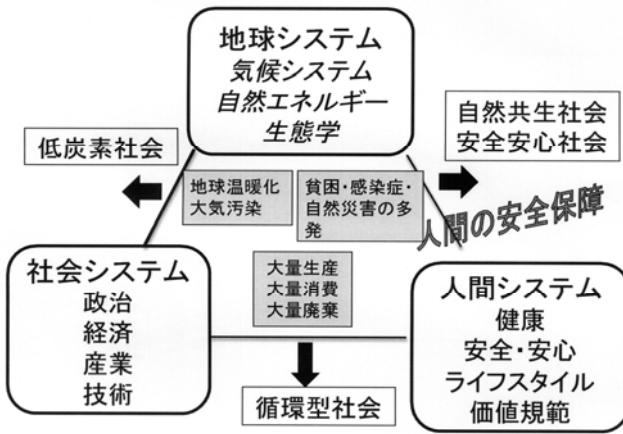 地球システム
気候システム
自然エネルギー
生態学
低炭素社会
自然共生社会
安全安心社会
地球温暖化
大気汚染
貧困・感染症・
自然災害の多
発
人間の安全保障
社会システム
政治
経済
産業
技術
大量生産
大量消費
大量廃棄
人間システム
健康
安全・安心
ライフスタイル
価値規範
循環型社会